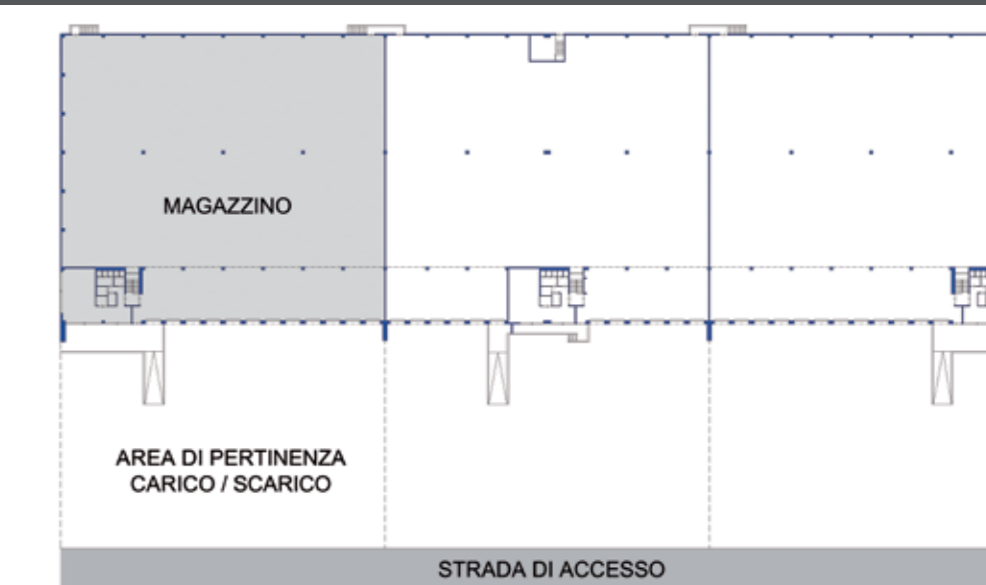 MAGAZZINO
AREA DI PERTINENZA
CARICO / SCARICO
STRADA DI ACCESSO